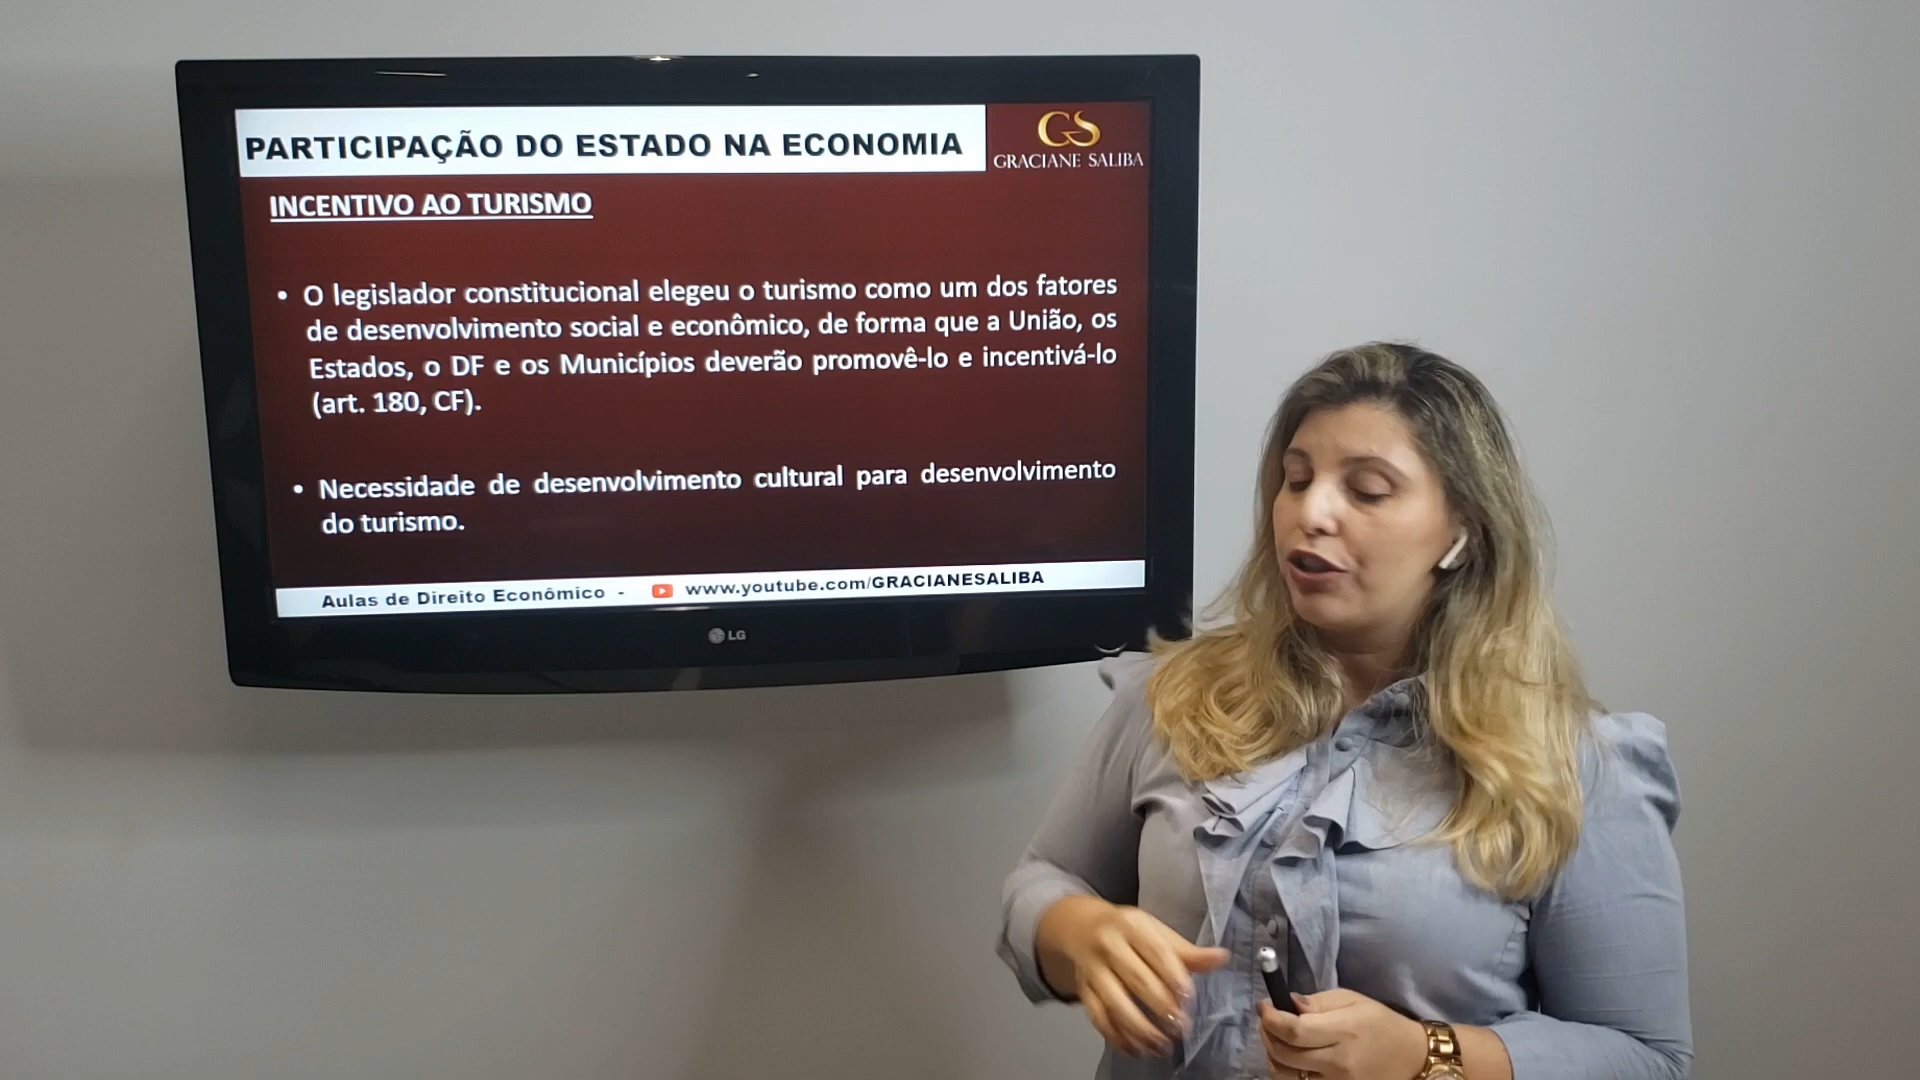 PARTICIPAÇÃO DO ESTADO NA ECONOMIA
GS
GRACIANE SALIBA
INCENTIVO AO TURISMO
• O legislador constitucional elegeu o turismo como um dos fatores
de desenvolvimento social e econômico, de forma que a União, os
Estados, o DF e os Municípios deverão promovê-lo e incentivá-lo
(art. 180, CF).
• Necessidade de desenvolvimento cultural para desenvolvimento
do turismo.
Aulas de Direito Econômico - www.youtube.com/GRACIANESALIBA
LG